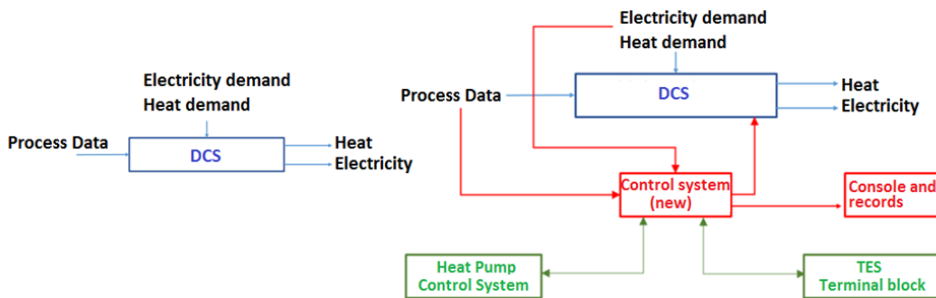 Electricity demand
Heat demand
Process Data
DCS
Heat
Electricity
Electricity demand
Heat demand
Process Data
DCS
Heat
Electricity
Control system
(new)
Console and
records
Heat Pump
Control System
TES
Terminal block